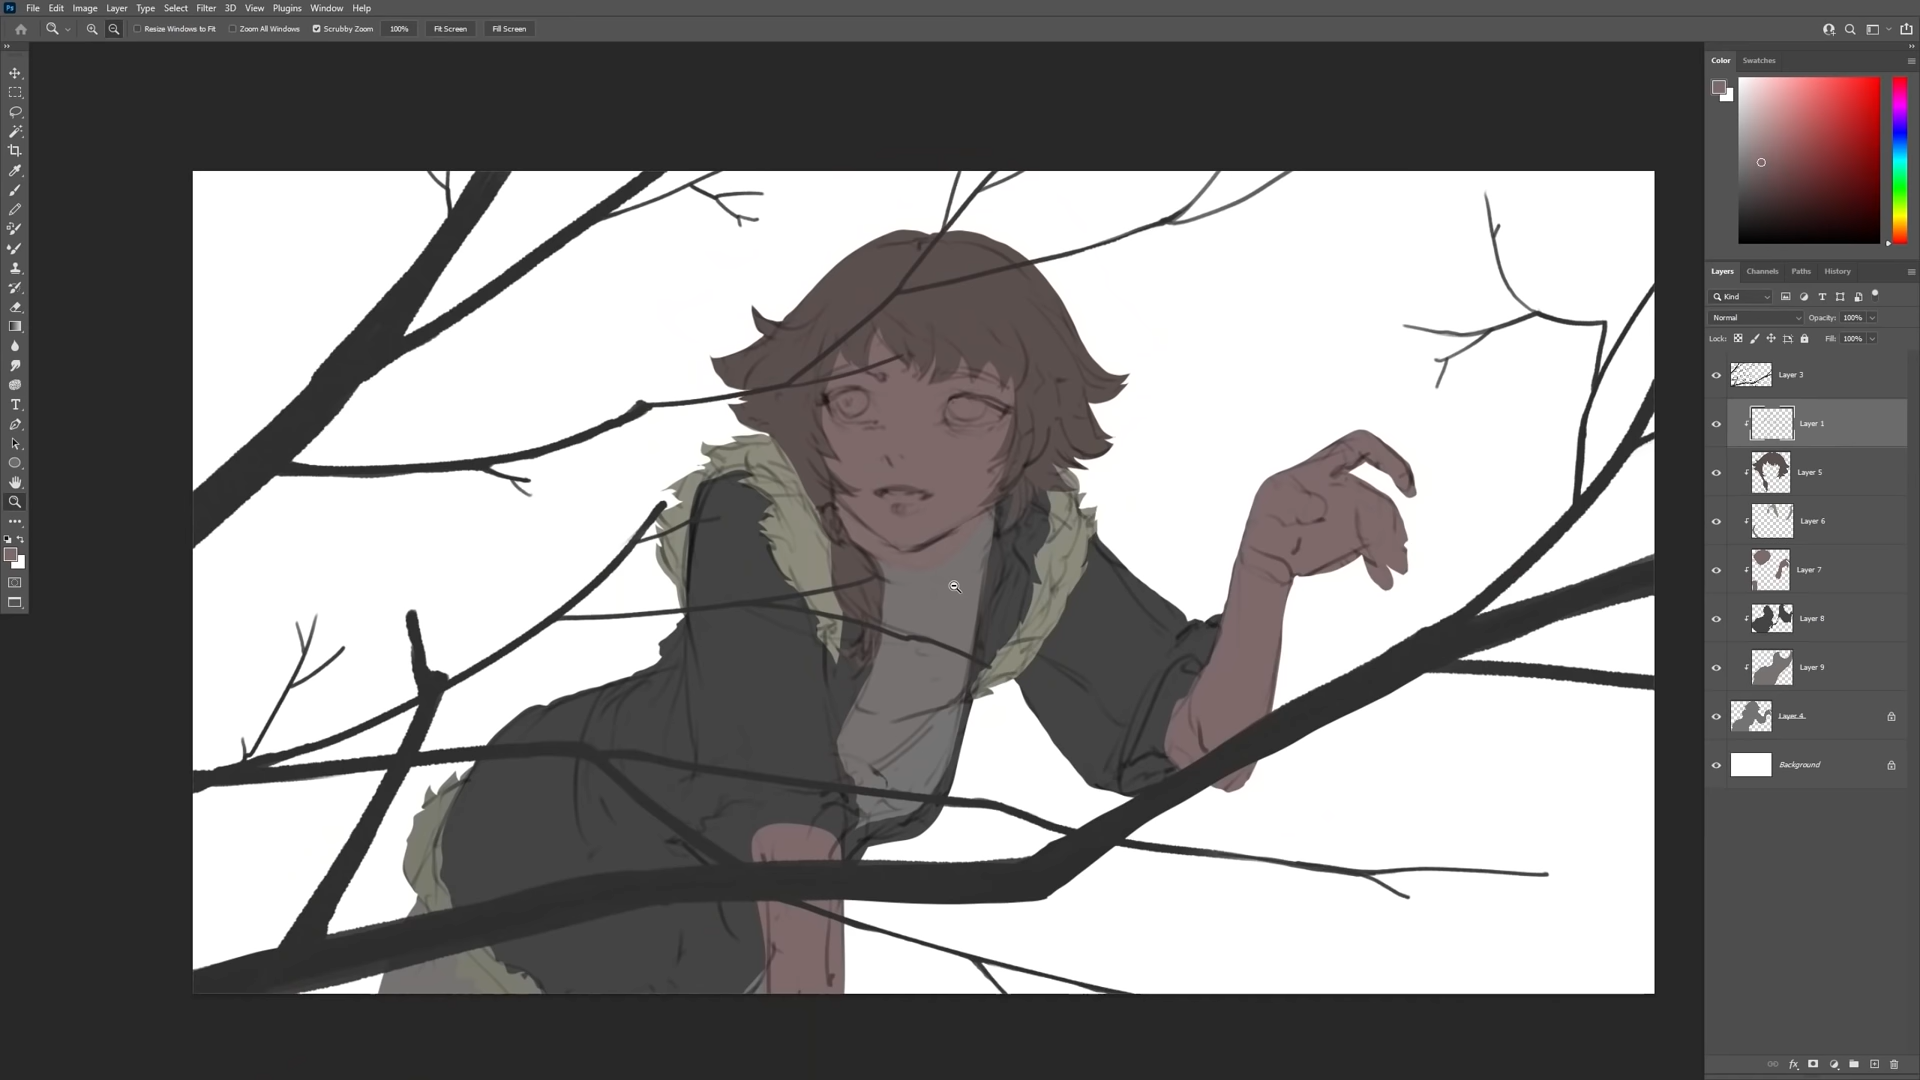 Ps File Edit Image Layer Type Select Filter 3D View Plugins Window Help
Resize Windows to Fit Zoom All Windows Scrubby Zoom 100% Fit Screen Fill Screen
Color Swatches
Layers Channels Paths History
Kind
Normal Opacity: 100%
Lock: Fill: 100%
Layer 3
Layer 1
Layer 5
Layer 6
Layer 7
Layer 8
Layer 9
Layer 4
Background